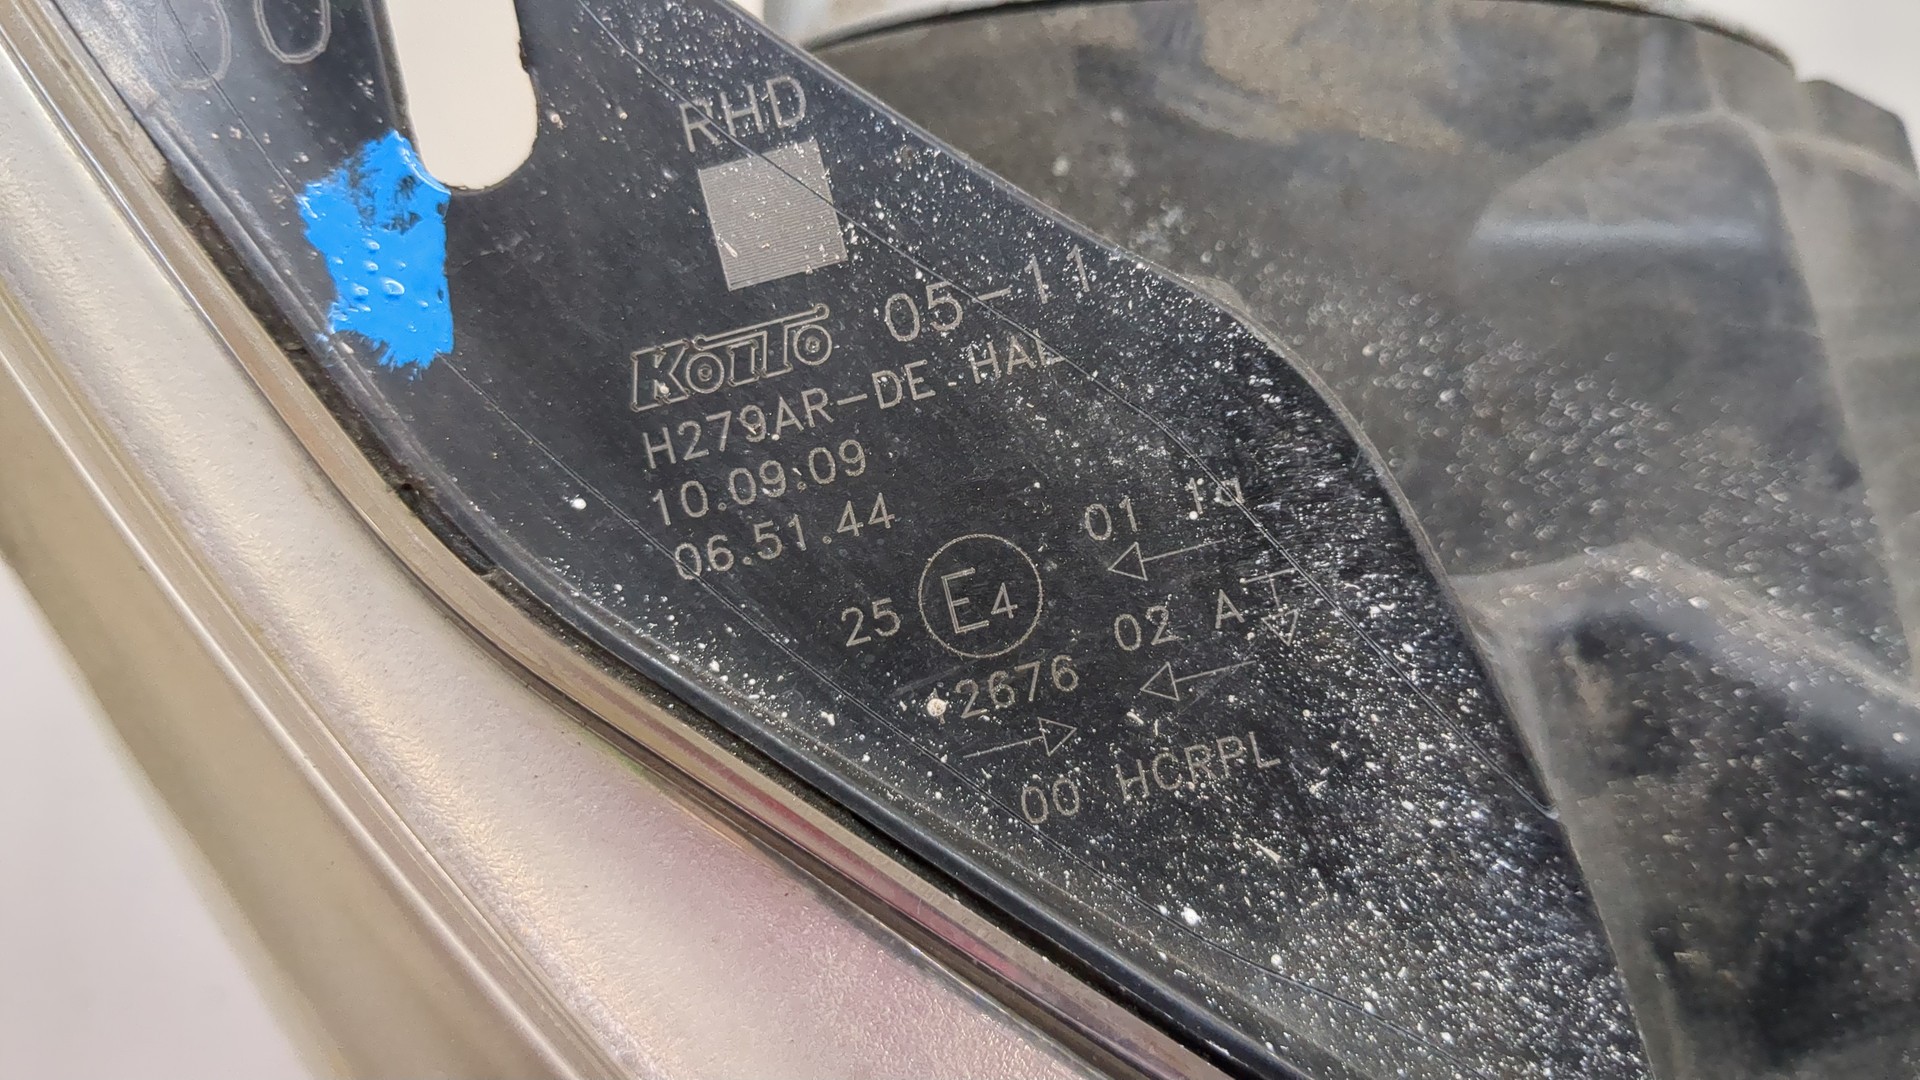 RHD
KOITO 05-11
H279AR-DE HAL
10.09.09
06.51.44
01 1a
25 E4 02 A
2676
00 HCRPL